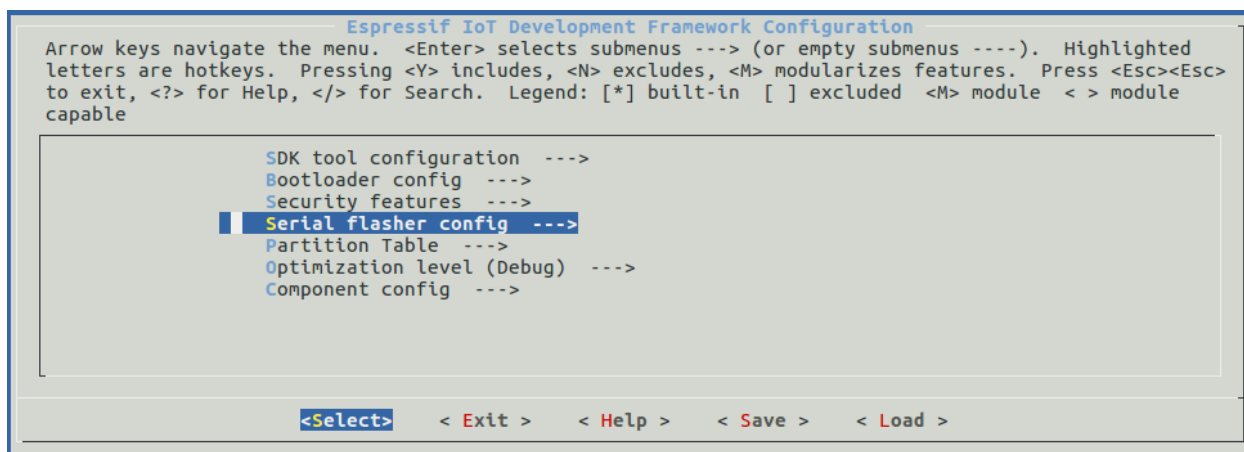 Espressif IoT Development Framework Configuration
Arrow keys navigate the menu.  <Enter> selects submenus ---> (or empty submenus ----).  Highlighted
letters are hotkeys.  Pressing <Y> includes, <N> excludes, <M> modularizes features.  Press <Esc><Esc>
to exit, <?> for Help, </> for Search.  Legend: [*] built-in  [ ] excluded  <M> module  < > module
capable
SDK tool configuration  --->
Bootloader config  --->
Security features  --->
Serial flasher config  --->
Partition Table  --->
Optimization level (Debug)  --->
Component config  --->
<Select>    < Exit >    < Help >    < Save >    < Load >